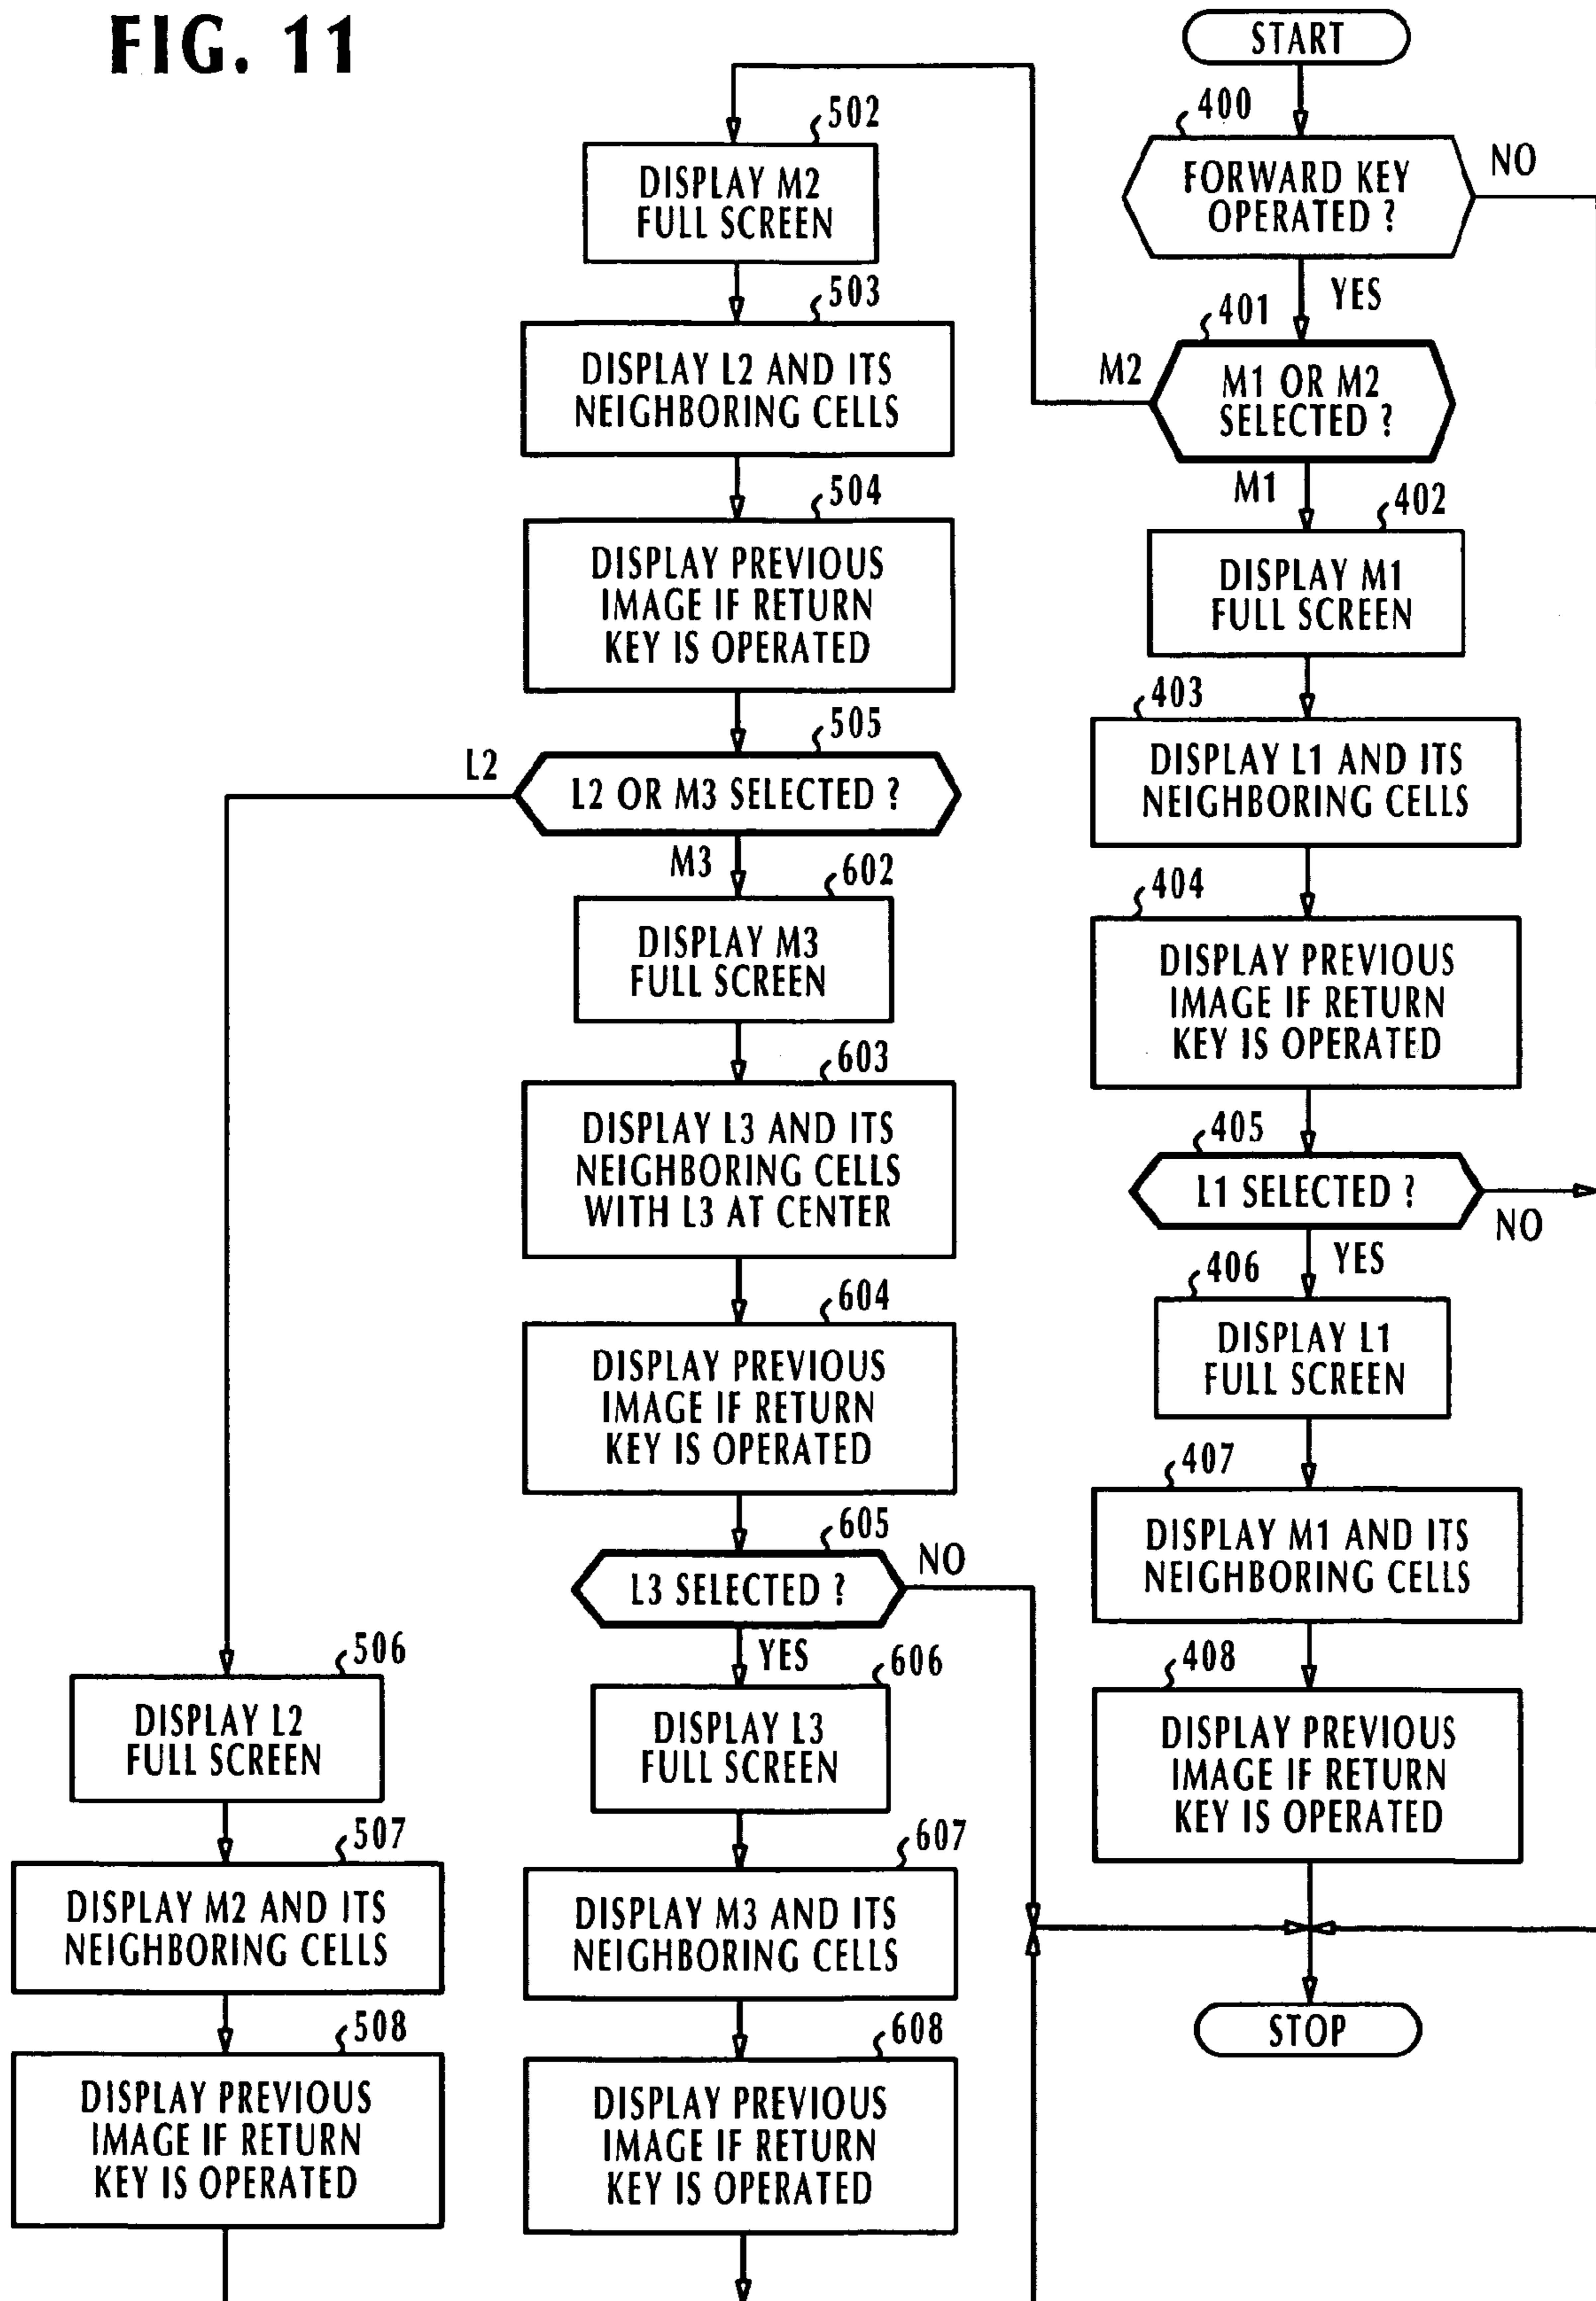 FIG. 11
START
400
FORWARD KEY
OPERATED ?
NO
YES
401
M1 OR M2
SELECTED ?
M2
M1
402
DISPLAY M1
FULL SCREEN
403
DISPLAY L1 AND ITS
NEIGHBORING CELLS
404
DISPLAY PREVIOUS
IMAGE IF RETURN
KEY IS OPERATED
405
L1 SELECTED ?
NO
YES
406
DISPLAY L1
FULL SCREEN
407
DISPLAY M1 AND ITS
NEIGHBORING CELLS
408
DISPLAY PREVIOUS
IMAGE IF RETURN
KEY IS OPERATED
STOP
502
DISPLAY M2
FULL SCREEN
503
DISPLAY L2 AND ITS
NEIGHBORING CELLS
504
DISPLAY PREVIOUS
IMAGE IF RETURN
KEY IS OPERATED
505
L2 OR M3 SELECTED ?
L2
M3
602
DISPLAY M3
FULL SCREEN
603
DISPLAY L3 AND ITS
NEIGHBORING CELLS
WITH L3 AT CENTER
604
DISPLAY PREVIOUS
IMAGE IF RETURN
KEY IS OPERATED
605
L3 SELECTED ?
NO
YES
606
DISPLAY L3
FULL SCREEN
607
DISPLAY M3 AND ITS
NEIGHBORING CELLS
608
DISPLAY PREVIOUS
IMAGE IF RETURN
KEY IS OPERATED
506
DISPLAY L2
FULL SCREEN
507
DISPLAY M2 AND ITS
NEIGHBORING CELLS
508
DISPLAY PREVIOUS
IMAGE IF RETURN
KEY IS OPERATED